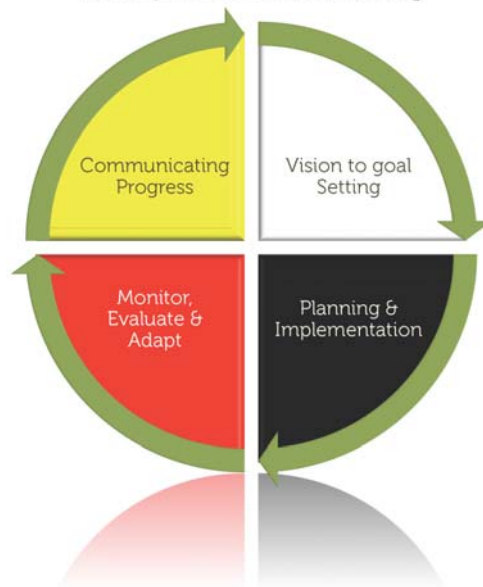 Communicating
Progress
Vision to goal
Setting
Monitor,
Evaluate &
Adapt
Planning &
Implementation